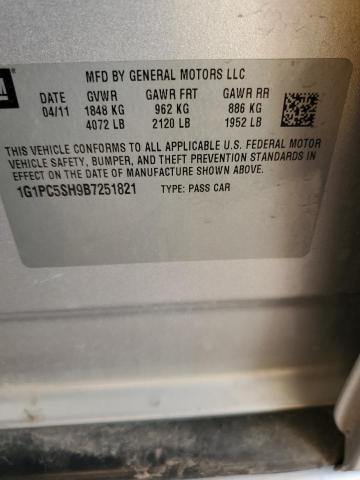 GM
MFD BY GENERAL MOTORS LLC
DATE GVWR GAWR FRT GAWR RR
04/11 1848 KG 962 KG 886 KG
4072 LB 2120 LB 1952 LB
THIS VEHICLE CONFORMS TO ALL APPLICABLE U.S. FEDERAL MOTOR
VEHICLE SAFETY, BUMPER, AND THEFT PREVENTION STANDARDS IN
EFFECT ON THE DATE OF MANUFACTURE SHOWN ABOVE.
1G1PC5SH9B7251821 TYPE: PASS CAR